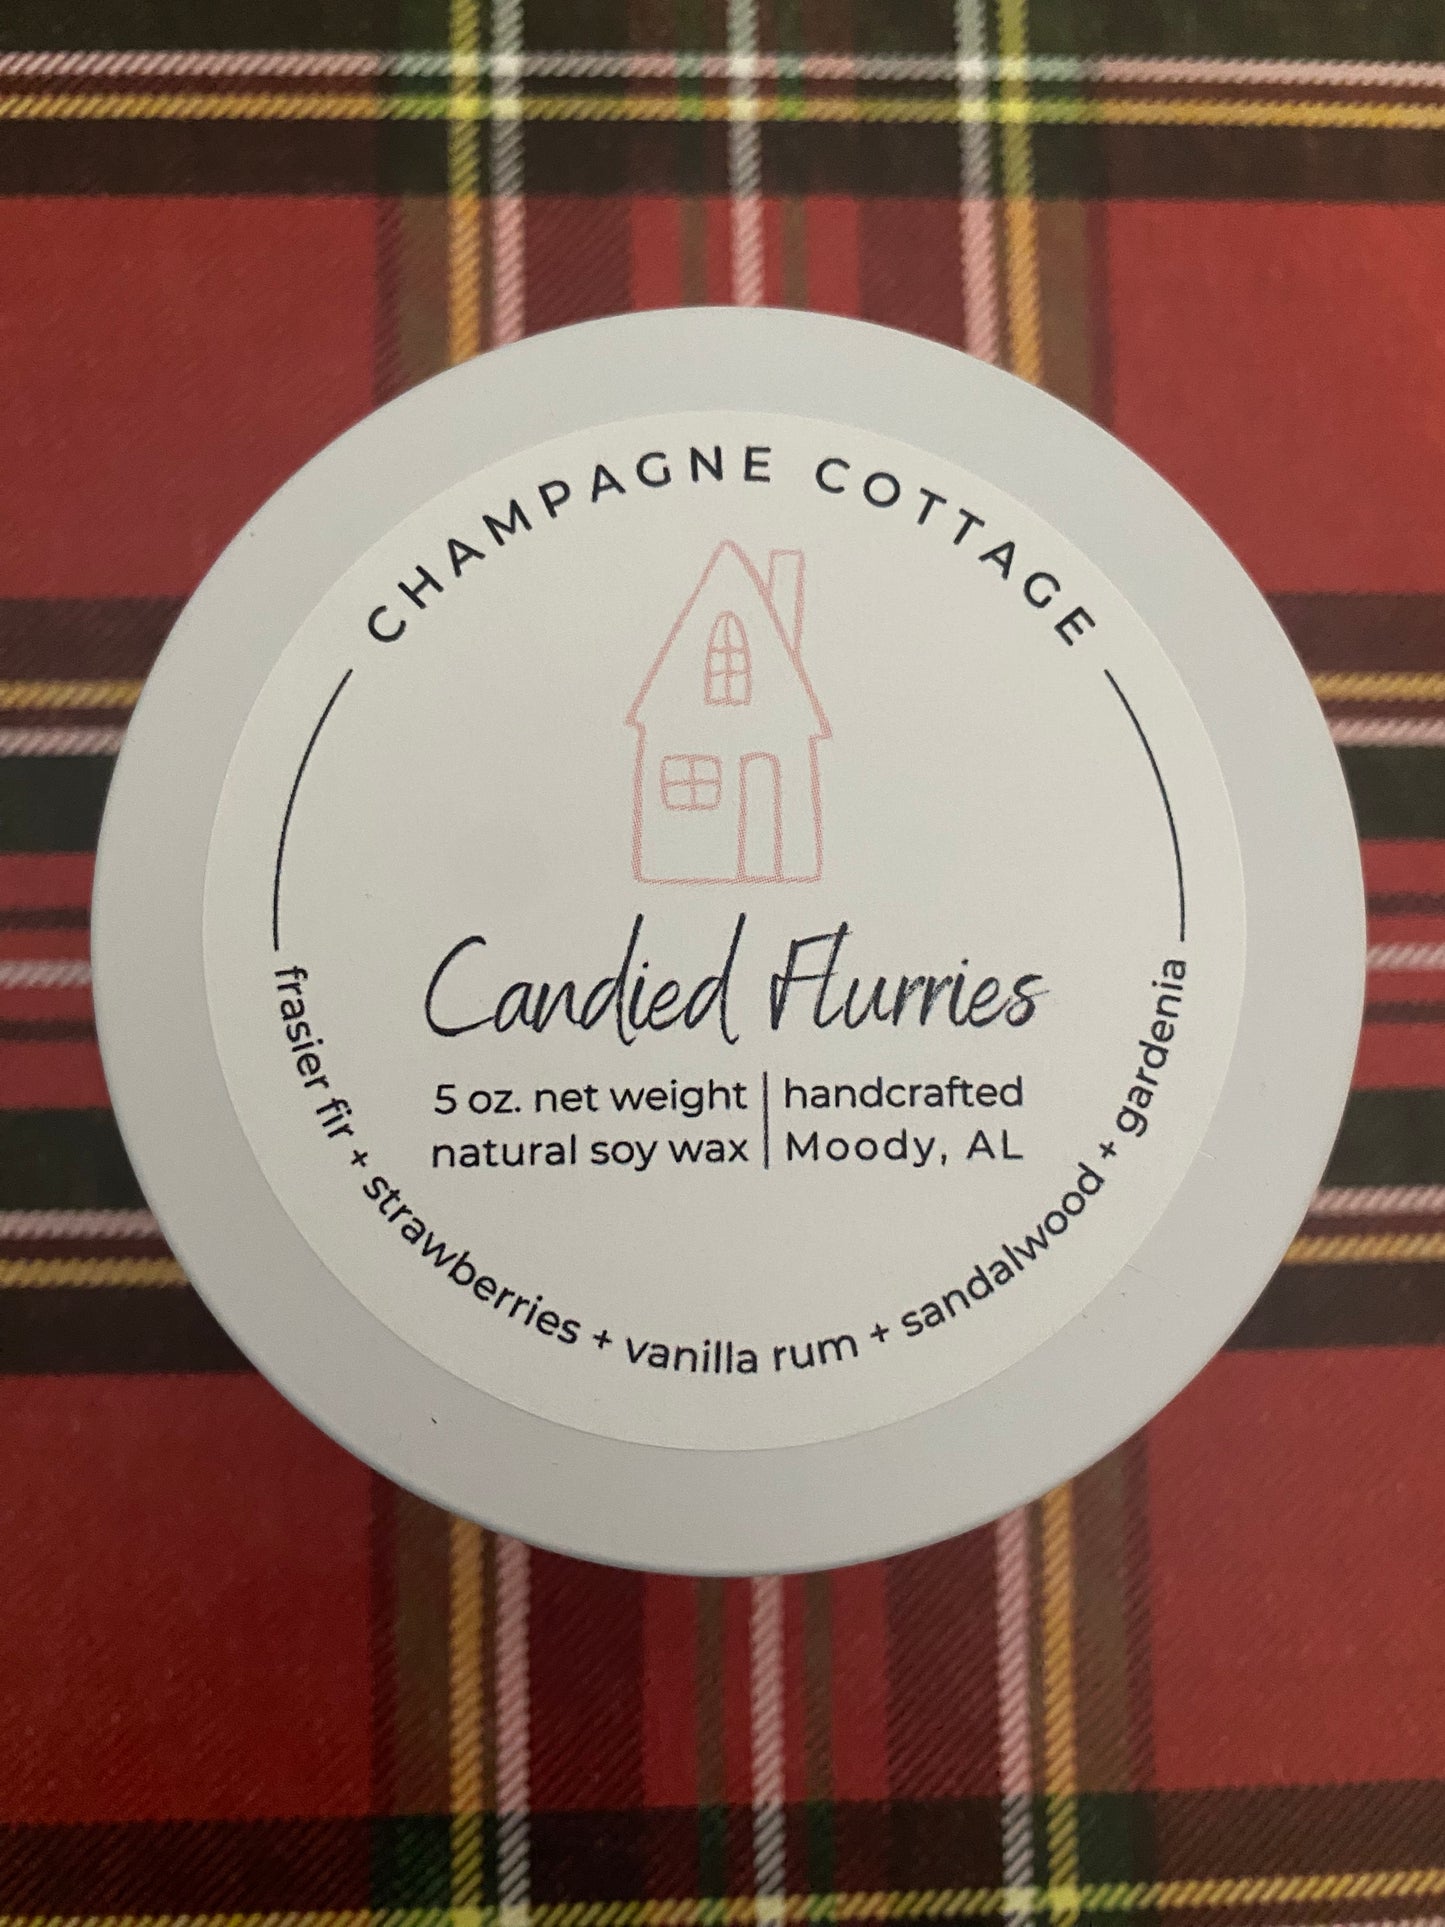 CHAMPAGNE COTTAGE
Candied Flurries
5 oz. net weight | handcrafted
natural soy wax | Moody, AL
frasier fir + strawberries + vanilla rum + sandalwood + gardenia